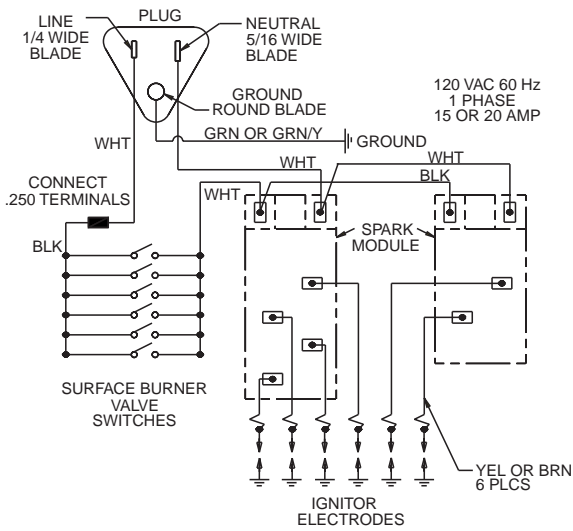 PLUG
LINE
1/4 WIDE
BLADE
NEUTRAL
5/16 WIDE
BLADE
GROUND
ROUND BLADE
120 VAC 60 Hz
1 PHASE
15 OR 20 AMP
GRN OR GRN/Y
GROUND
WHT
WHT
WHT
CONNECT
.250 TERMINALS
WHT
BLK
BLK
SPARK
MODULE
SURFACE BURNER
VALVE
SWITCHES
YEL OR BRN
6 PLCS
IGNITOR
ELECTRODES